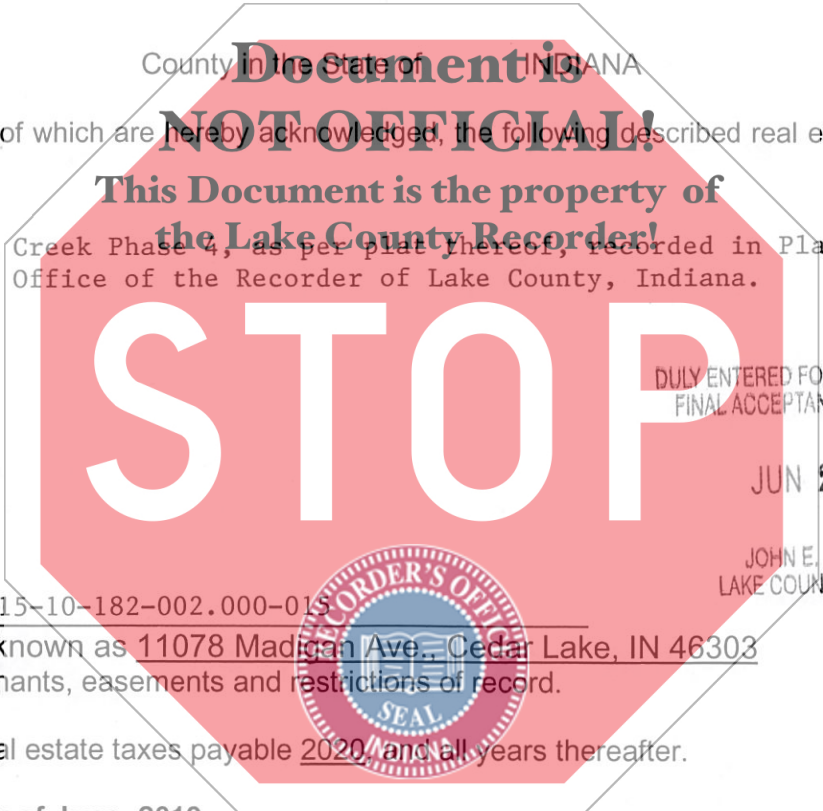 County in the State of INDIANA
Document is
of which are hereby acknowledged, the following described real e
NOT OFFICIAL!
This Document is the property of
the Lake County Recorder!
Creek Phase 4, as per plat thereof, recorded in Pla
Office of the Recorder of Lake County, Indiana.
STOP
DULY ENTERED FO
FINAL ACCEPTAN
JUN 2
JOHN E.
LAKE COUN
15-10-182-002.000-015
known as 11078 Madigan Ave., Cedar Lake, IN 46303
nants, easements and restrictions of record.
RECORDER'S OFFICE
SEAL
INDIANA
al estate taxes payable 2020, and all years thereafter.